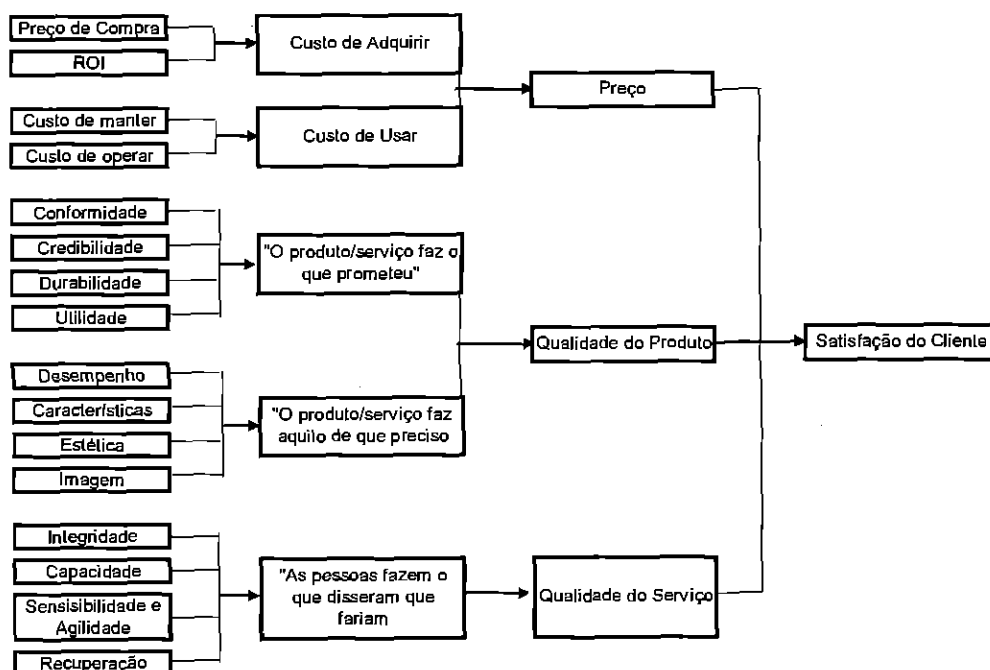 Preço de Compra
ROI
Custo de Adquirir
Custo de manter
Custo de operar
Custo de Usar
Preço
Conformidade
Credibilidade
Durabilidade
Utilidade
"O produto/serviço faz o
que prometeu"
Desempenho
Características
Estética
Imagem
"O produto/serviço faz
aquilo de que preciso
Qualidade do Produto
Integridade
Capacidade
Sensisibilidade e
Agilidade
Recuperação
"As pessoas fazem o
que disseram que
fariam
Qualidade do Serviço
Satisfação do Cliente